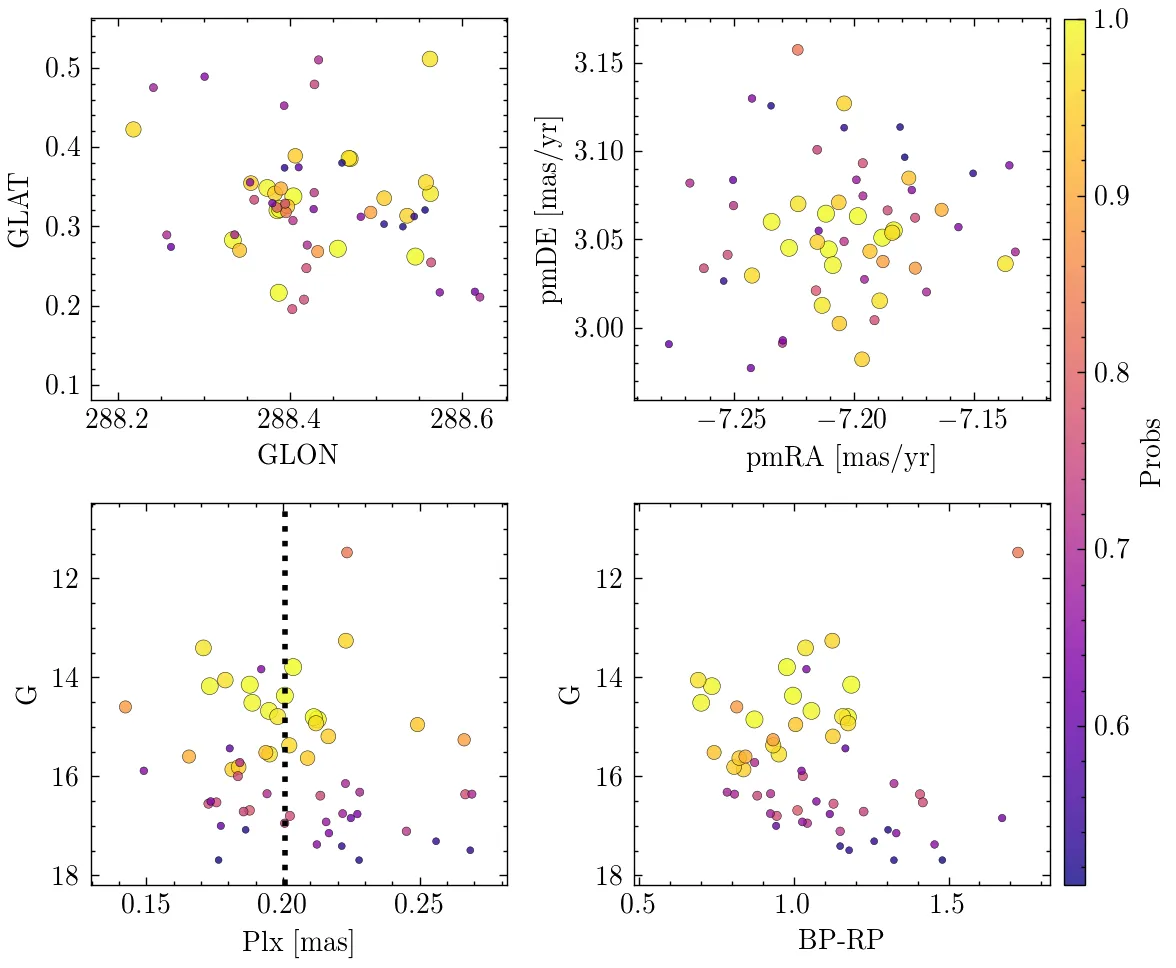 0.5
0.4
0.3
0.2
0.1
GLAT
288.2 288.4 288.6
GLON
3.15
3.10
3.05
3.00
pmDE [mas/yr]
−7.25 −7.20 −7.15
pmRA [mas/yr]
1.0
0.9
0.8
0.7
0.6
Probs
12
14
16
18
G
0.15 0.20 0.25
Plx [mas]
12
14
16
18
G
0.5 1.0 1.5
BP-RP